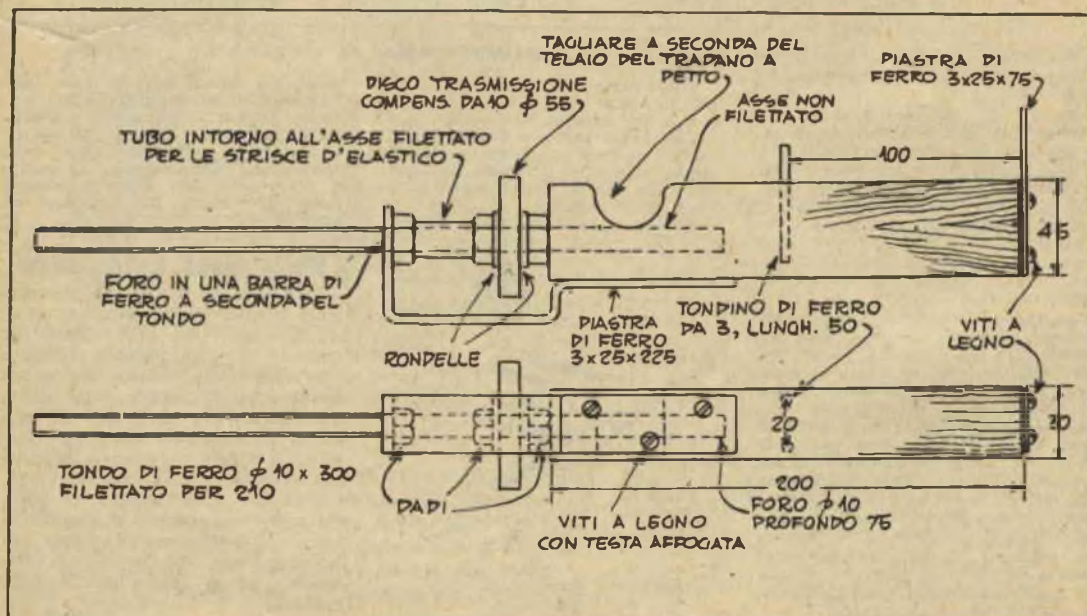 TAGLIARE A SECONDA DEL
TELAIO DEL TRAPANO A
PETTO
PIASTRA DI
FERRO 3x25x75
DISCO TRASMISSIONE
COMPENS. DA 10 φ 55
ASSE NON
FILETTATO
TUBO INTORNO ALL'ASSE FILETTATO
PER LE STRISCE D'ELASTICO
100
45
FORO IN UNA BARRA DI
FERRO A SECONDA DEL
TONDO
RONDELLE
PIASTRA
DI FERRO
3x25x225
TONDINO DI FERRO
DA 3, LUNGH. 50
VITI A
LEGNO
20
30
TONDO DI FERRO φ 10 x 300
FILETTATO PER 210
DADI
200
VITI A LEGNO
CON TESTA AFFOGATA
FORO φ 10
PROFONDO 75